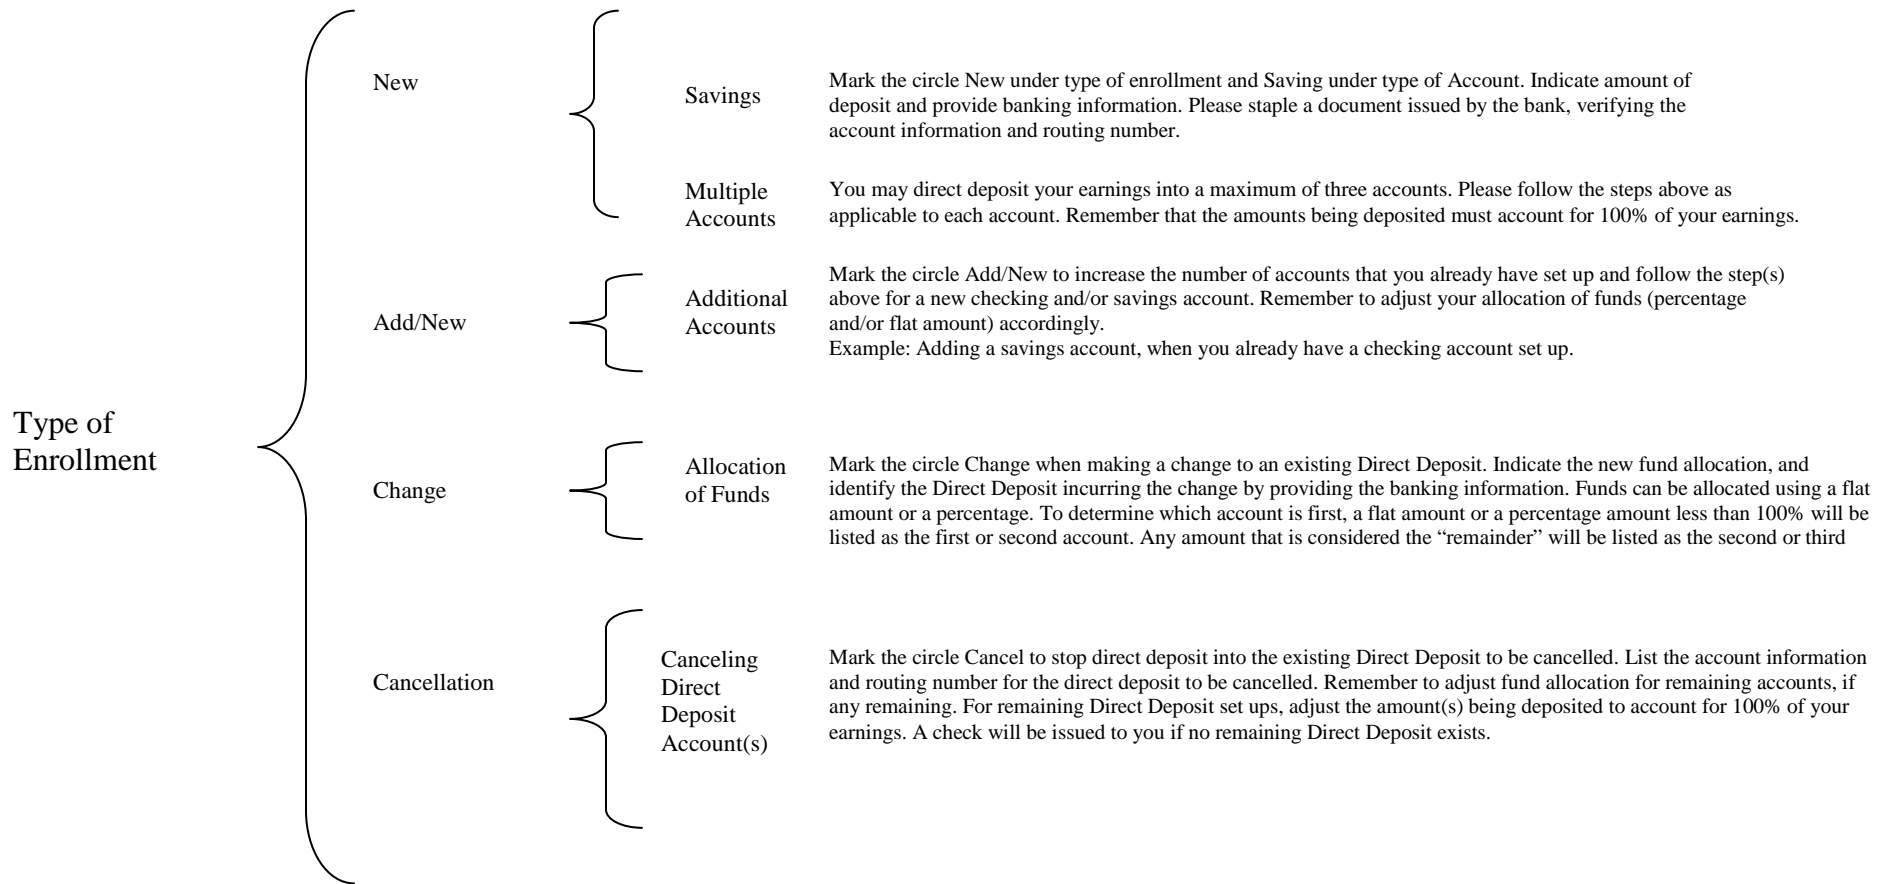 Type of
Enrollment
New
Savings
Mark the circle New under type of enrollment and Saving under type of Account. Indicate amount of
deposit and provide banking information. Please staple a document issued by the bank, verifying the
account information and routing number.
Multiple
Accounts
You may direct deposit your earnings into a maximum of three accounts. Please follow the steps above as
applicable to each account. Remember that the amounts being deposited must account for 100% of your earnings.
Add/New
Additional
Accounts
Mark the circle Add/New to increase the number of accounts that you already have set up and follow the step(s)
above for a new checking and/or savings account. Remember to adjust your allocation of funds (percentage
and/or flat amount) accordingly.
Example: Adding a savings account, when you already have a checking account set up.
Change
Allocation
of Funds
Mark the circle Change when making a change to an existing Direct Deposit. Indicate the new fund allocation, and
identify the Direct Deposit incurring the change by providing the banking information. Funds can be allocated using a flat
amount or a percentage. To determine which account is first, a flat amount or a percentage amount less than 100% will be
listed as the first or second account. Any amount that is considered the “remainder” will be listed as the second or third
Cancellation
Canceling
Direct
Deposit
Account(s)
Mark the circle Cancel to stop direct deposit into the existing Direct Deposit to be cancelled. List the account information
and routing number for the direct deposit to be cancelled. Remember to adjust fund allocation for remaining accounts, if
any remaining. For remaining Direct Deposit set ups, adjust the amount(s) being deposited to account for 100% of your
earnings. A check will be issued to you if no remaining Direct Deposit exists.